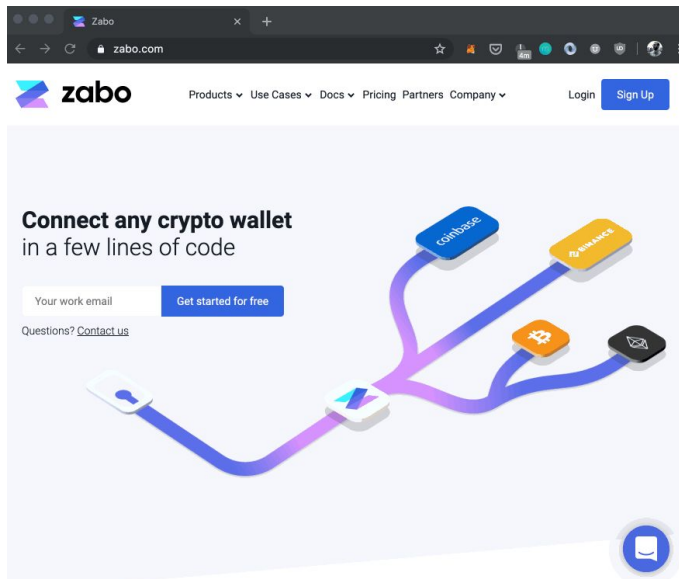 Zabo
zabo.com
1
4m
zabo
Products Use Cases Docs Pricing Partners Company
Login
Sign Up
Connect any crypto wallet
in a few lines of code
Your work email
Get started for free
Questions? Contact us
coinbase
BINANCE